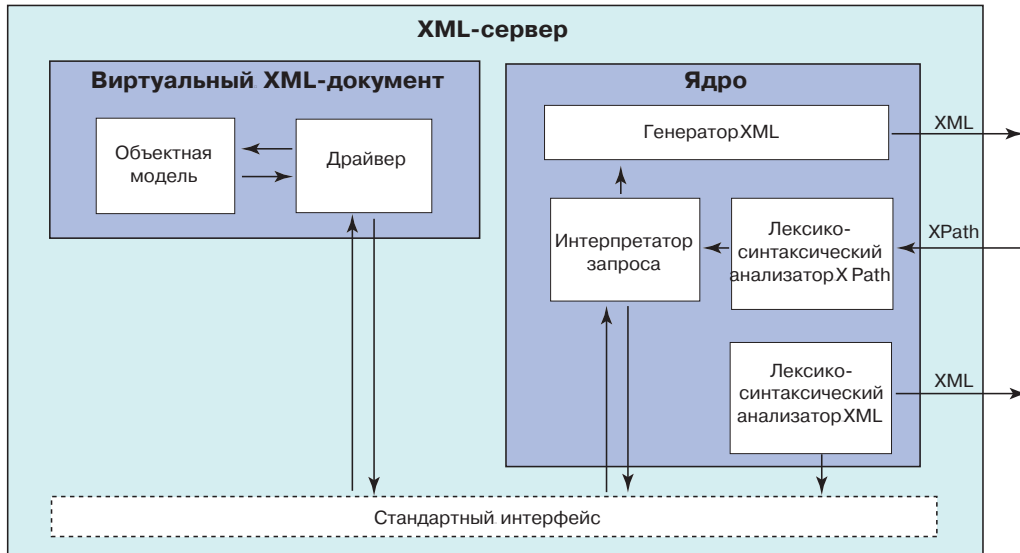 XML-сервер
Виртуальный XML-документ
Объектная
модель
Драйвер
Ядро
Генератор XML
XML
Интерпретатор
запроса
Лексико-
синтаксический
анализатор X Path
XPath
Лексико-
синтаксический
анализатор XML
XML
Стандартный интерфейс